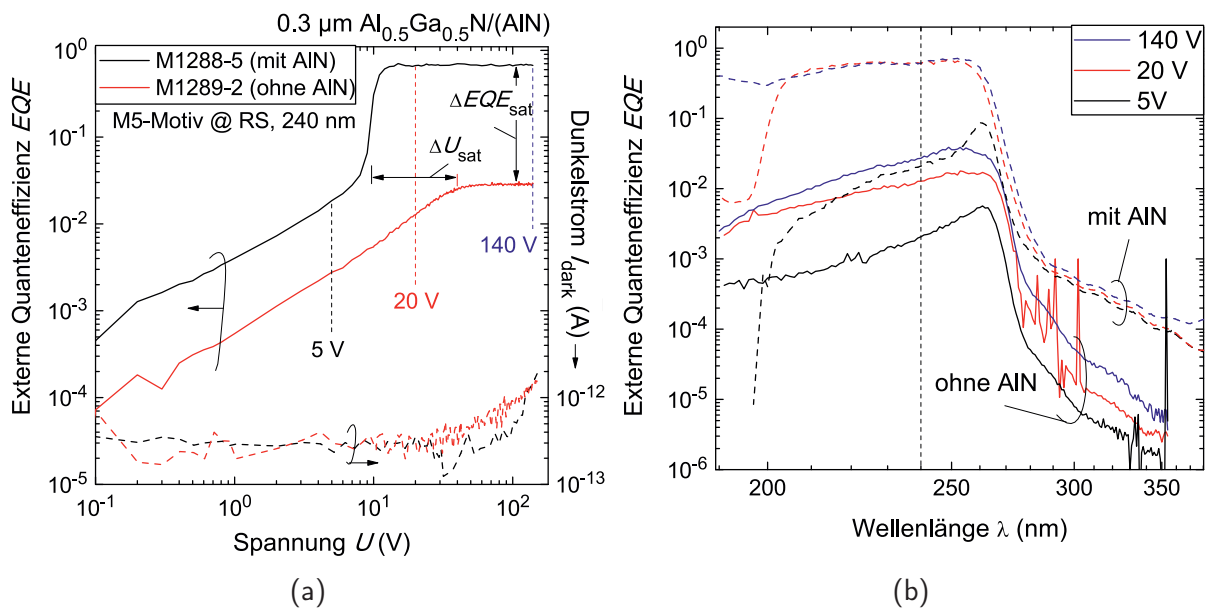 0.3 µm Al0.5Ga0.5N/(AlN)
M1288-5 (mit AlN)
M1289-2 (ohne AlN)
M5-Motiv @ RS, 240 nm
ΔEQEsat
ΔUsat
140 V
20 V
5 V
Externe Quanteneffizienz EQE
10^0
10^-1
10^-2
10^-3
10^-4
10^-5
Dunkelstrom Idark (A)
10^-12
10^-13
10^-1
10^0
10^1
10^2
Spannung U (V)
(a)
140 V
20 V
5V
mit AlN
ohne AlN
Externe Quanteneffizienz EQE
10^0
10^-1
10^-2
10^-3
10^-4
10^-5
10^-6
200
250
300
350
Wellenlänge λ (nm)
(b)